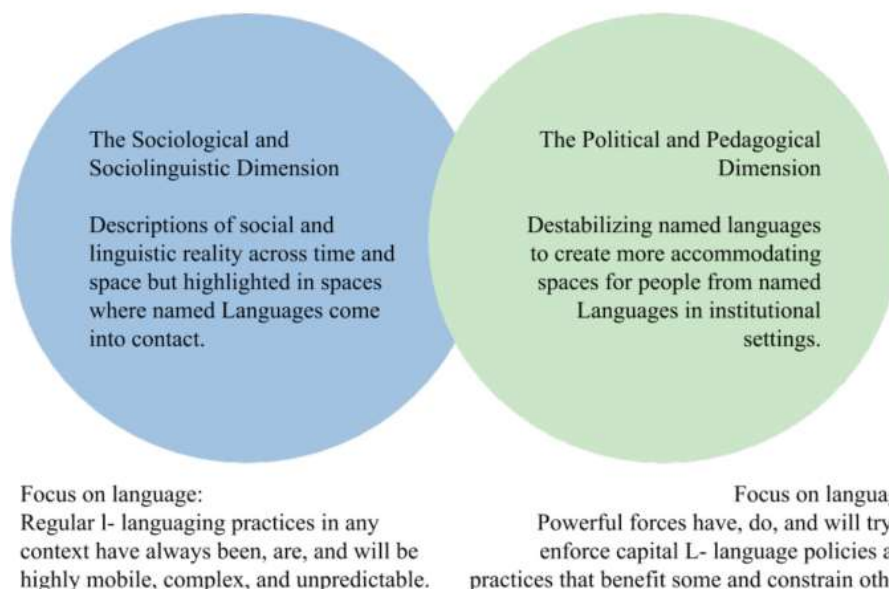 The Sociological and
Sociolinguistic Dimension
Descriptions of social and
linguistic reality across time and
space but highlighted in spaces
where named Languages come
into contact.
The Political and Pedagogical
Dimension
Destabilizing named languages
to create more accommodating
spaces for people from named
Languages in institutional
settings.
Focus on language:
Regular l- languaging practices in any
context have always been, are, and will be
highly mobile, complex, and unpredictable.
Focus on
Powerful forces have, do, and will try
enforce capital L- language policies
practices that benefit some and constrain